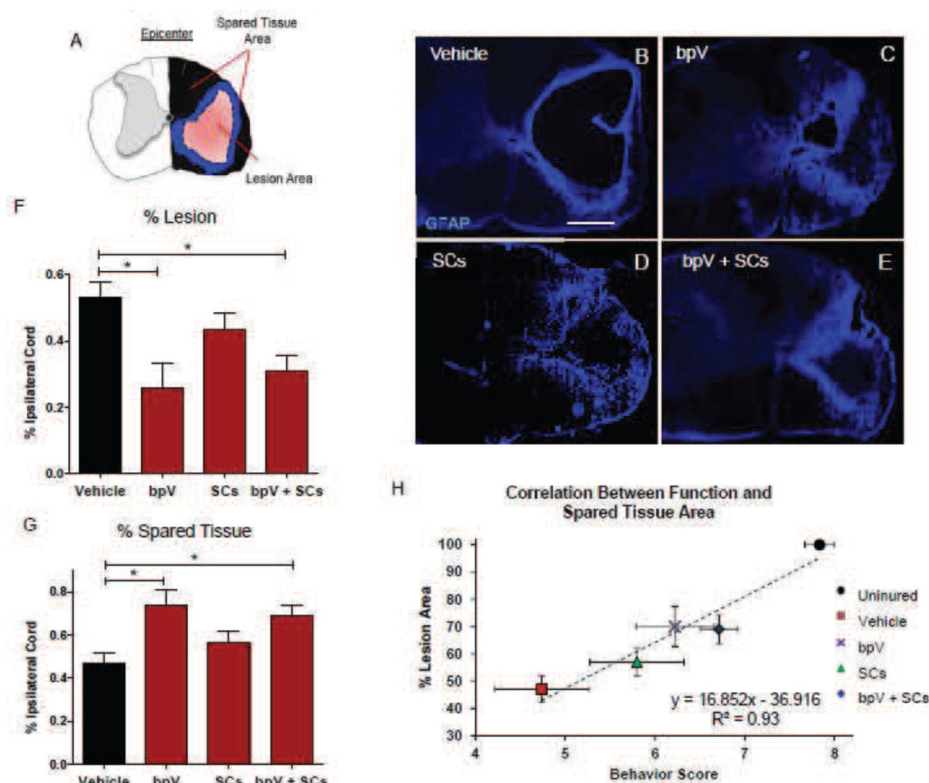 A
Epicenter
Spared Tissue
Area
Lesion Area
Vehicle
B
bpV
C
GFAP
SCs
D
bpV + SCs
E
F
% Lesion
*
*
% Ipsilateral Cord
0.6
0.4
0.2
0.0
Vehicle
bpV
SCs
bpV + SCs
G
% Spared Tissue
*
*
% Ipsilateral Cord
0.8
0.6
0.4
0.2
0.0
Vehicle
bpV
SCs
bpV + SCs
H
Correlation Between Function and
Spared Tissue Area
% Lesion Area
100
90
80
70
60
50
40
30
4
5
6
7
8
Behavior Score
y = 16.852x - 36.916
R² = 0.93
Uninured
Vehicle
bpV
SCs
bpV + SCs